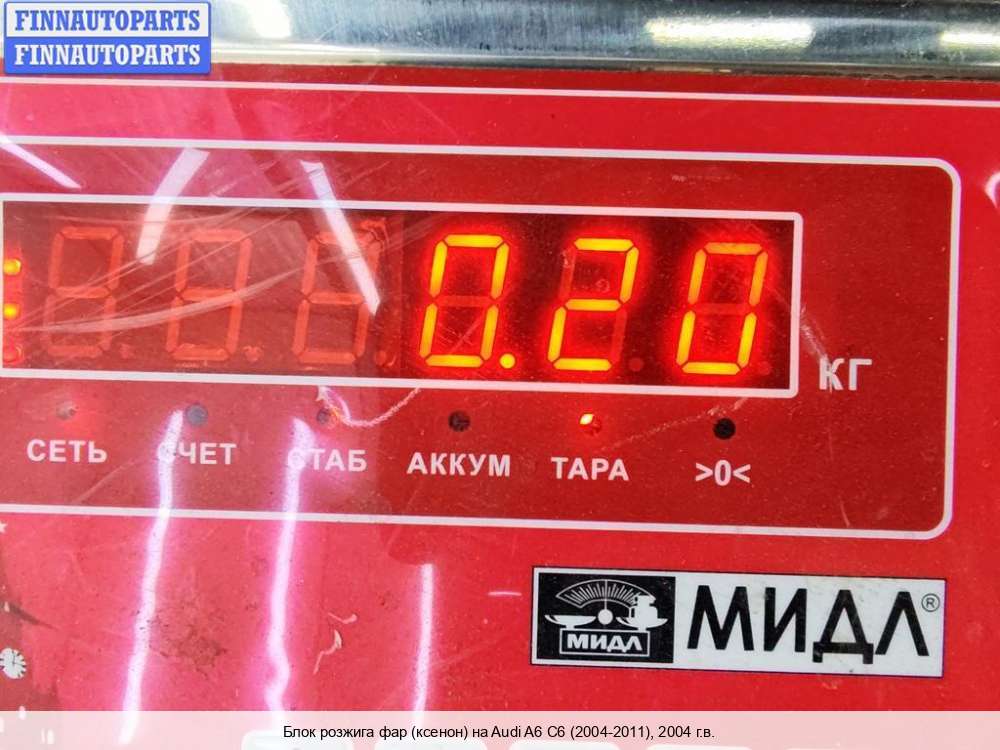 FINNAUTOPARTS
FINNAUTOPARTS
0.20
КГ
СЕТЬ СЧЕТ СТАБ АККУМ ТАРА >0<
МИДЛ МИДЛ®
Блок розжига фар (ксенон) на Audi A6 C6 (2004-2011), 2004 г.в.